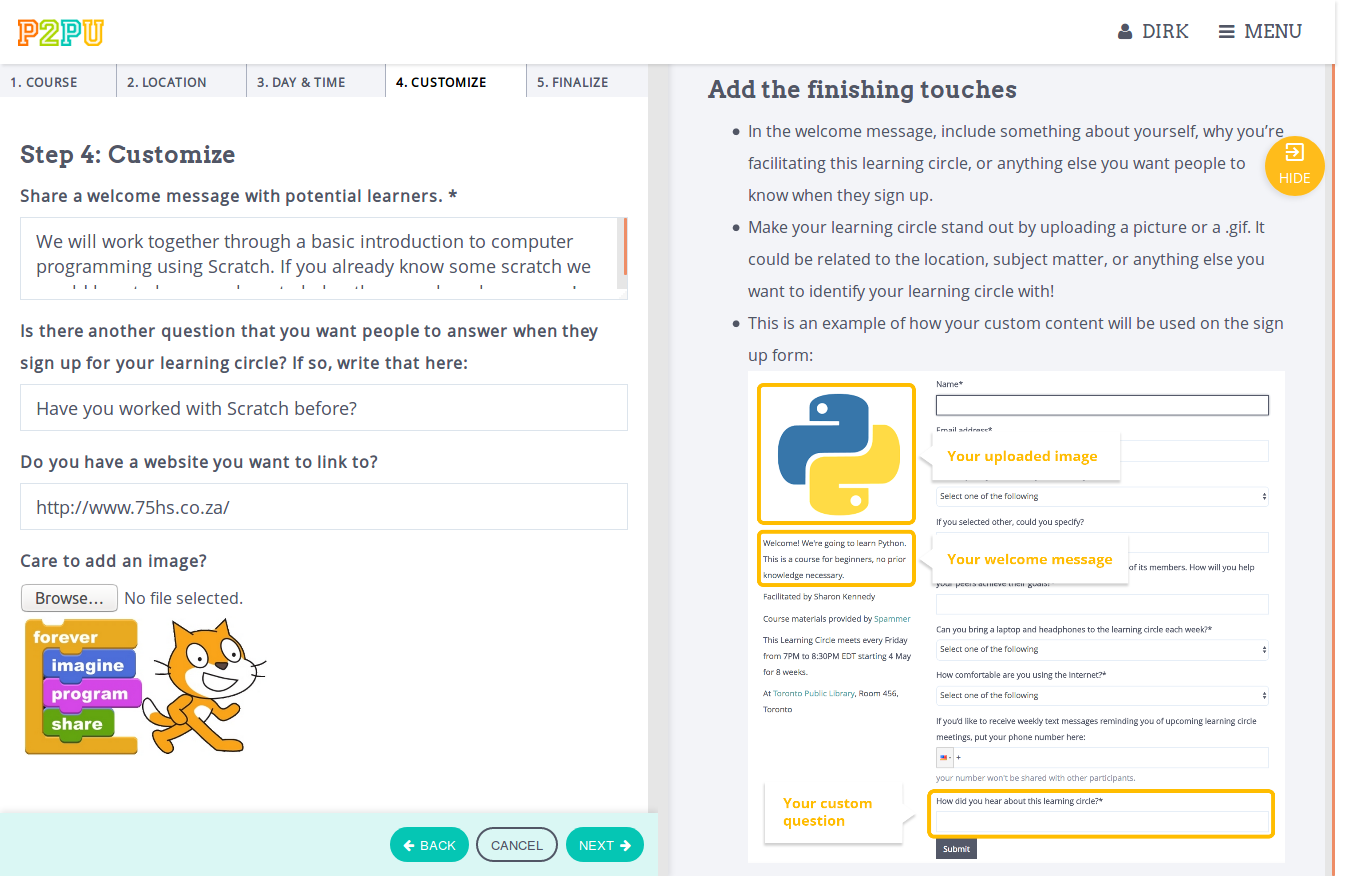 P2PU
DIRK
MENU
1. COURSE
2. LOCATION
3. DAY & TIME
4. CUSTOMIZE
5. FINALIZE
Step 4: Customize
Share a welcome message with potential learners. *
We will work together through a basic introduction to computer
programming using Scratch. If you already know some scratch we
Is there another question that you want people to answer when they
sign up for your learning circle? If so, write that here:
Have you worked with Scratch before?
Do you have a website you want to link to?
http://www.75hs.co.za/
Care to add an image?
Browse... No file selected.
forever
imagine
program
share
BACK
CANCEL
NEXT
Add the finishing touches
• In the welcome message, include something about yourself, why you're
facilitating this learning circle, or anything else you want people to
know when they sign up.
• Make your learning circle stand out by uploading a picture or a .gif. It
could be related to the location, subject matter, or anything else you
want to identify your learning circle with!
• This is an example of how your custom content will be used on the sign
up form:
HIDE
Your uploaded image
Welcome! We're going to learn Python.
This is a course for beginners, no prior
knowledge necessary.
Your welcome message
Facilitated by Sharon Kennedy
Course materials provided by Spammer
This Learning Circle meets every Friday
from 7PM to 8:30PM EDT starting 4 May
for 8 weeks.
At Toronto Public Library, Room 456,
Toronto
Your custom
question
Name*
Email address*
Select one of the following
If you selected other, could you specify?
of its members. How will you help
your peers achieve their goals?*
Can you bring a laptop and headphones to the learning circle each week?*
Select one of the following
How comfortable are you using the internet?*
Select one of the following
If you'd like to receive weekly text messages reminding you of upcoming learning circle
meetings, put your phone number here:
+
your number won't be shared with other participants.
How did you hear about this learning circle?*
Submit